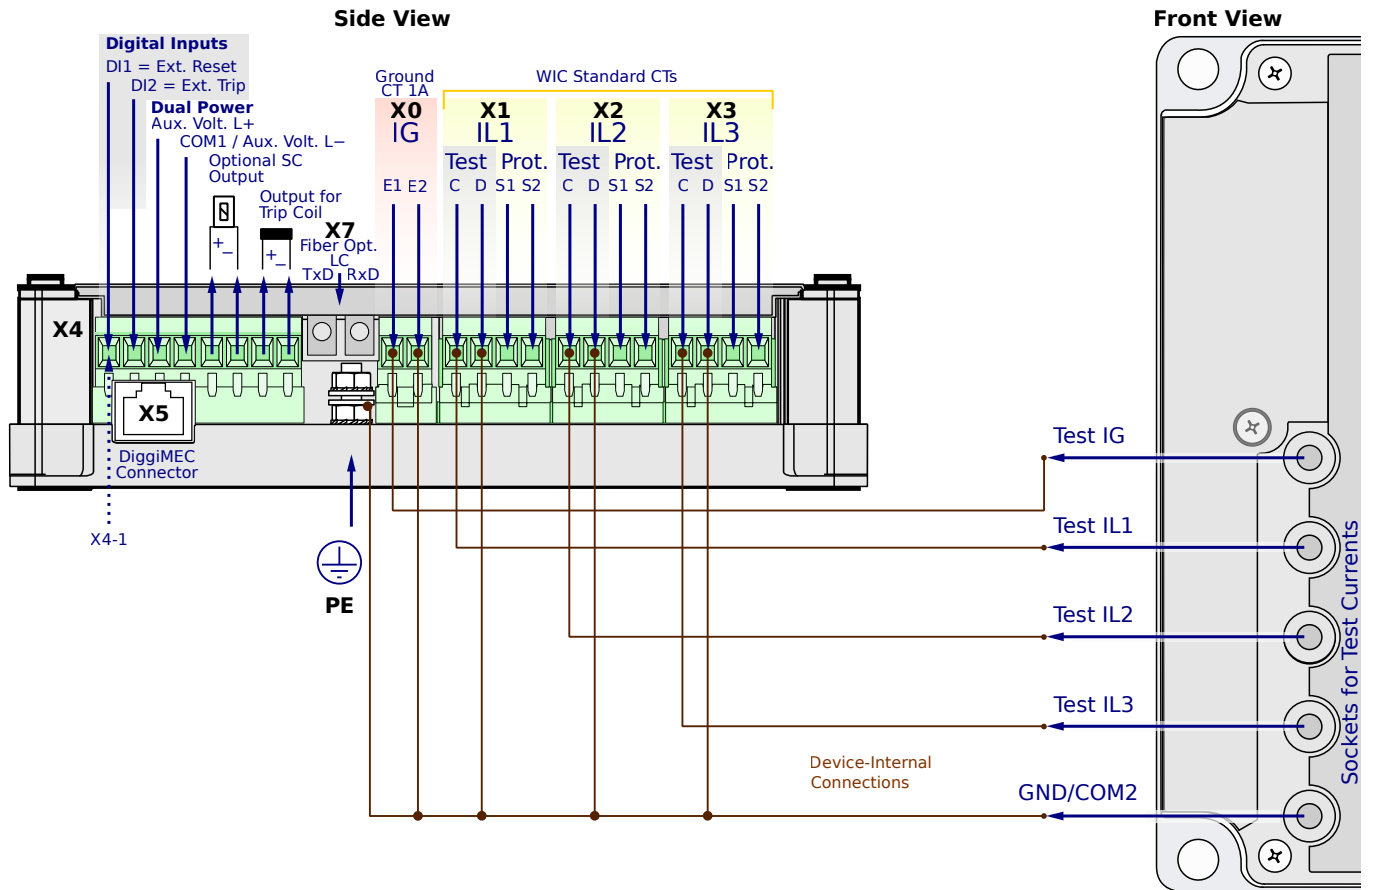 Side View
Front View
Digital Inputs
DI1 = Ext. Reset
DI2 = Ext. Trip
Dual Power
Aux. Volt. L+
COM1 / Aux. Volt. L−
Optional SC
Output
+
−
Output for
Trip Coil
+
−
X7
Fiber Opt.
LC
TxD RxD
Ground
CT 1A
X0
IG
E1 E2
WIC Standard CTs
X1
IL1
Test Prot.
C D S1 S2
X2
IL2
Test Prot.
C D S1 S2
X3
IL3
Test Prot.
C D S1 S2
X4
X5
DiggiMEC
Connector
X4-1
PE
Test IG
Test IL1
Test IL2
Test IL3
GND/COM2
Device-Internal
Connections
Sockets for Test Currents